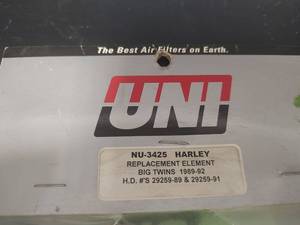 The Best Air Filters on Earth.
UNI
NU-3425 HARLEY
REPLACEMENT ELEMENT
BIG TWINS 1989-92
H.D. #'S 29259-89 & 29259-91